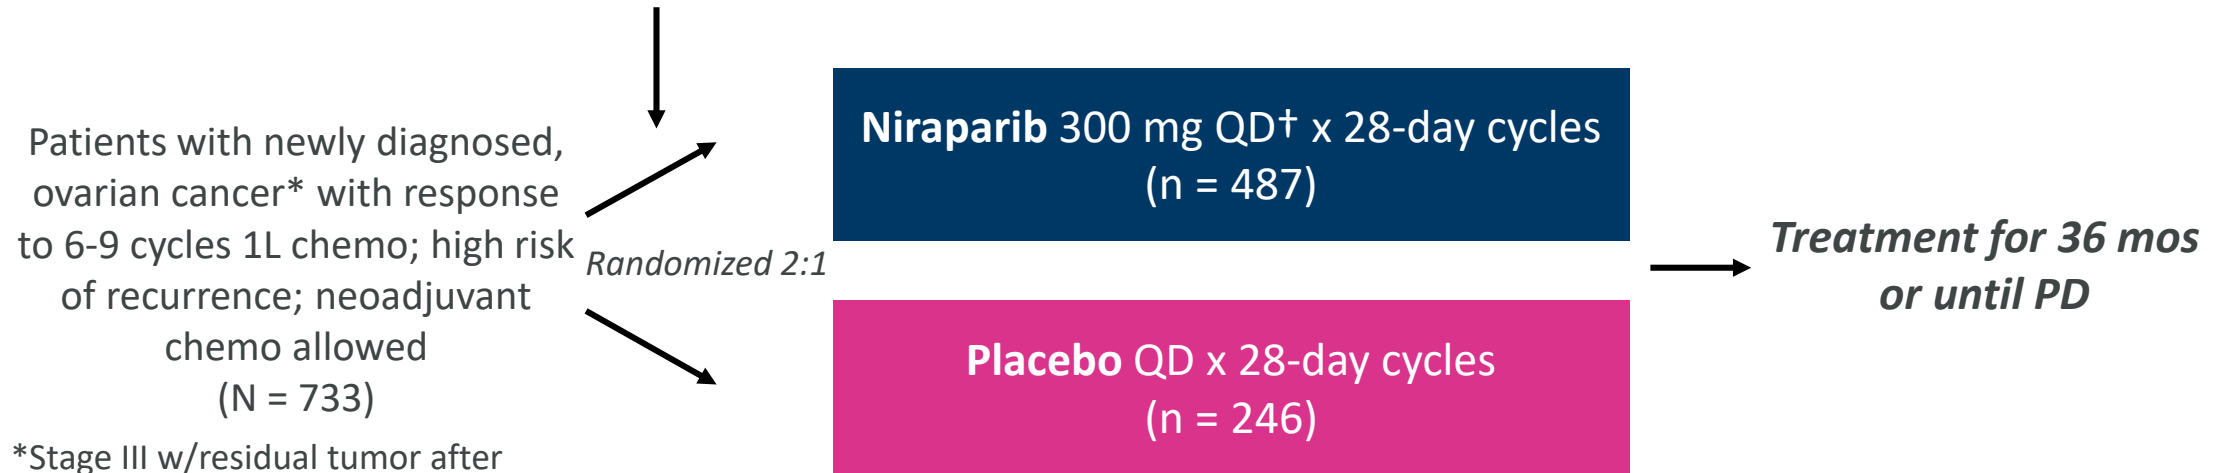 Patients with newly diagnosed,
ovarian cancer* with response
to 6-9 cycles 1L chemo; high risk
of recurrence; neoadjuvant
chemo allowed
(N = 733)
*Stage III w/residual tumor after
Randomized 2:1
Niraparib 300 mg QD† x 28-day cycles
(n = 487)
Placebo QD x 28-day cycles
(n = 246)
Treatment for 36 mos
or until PD